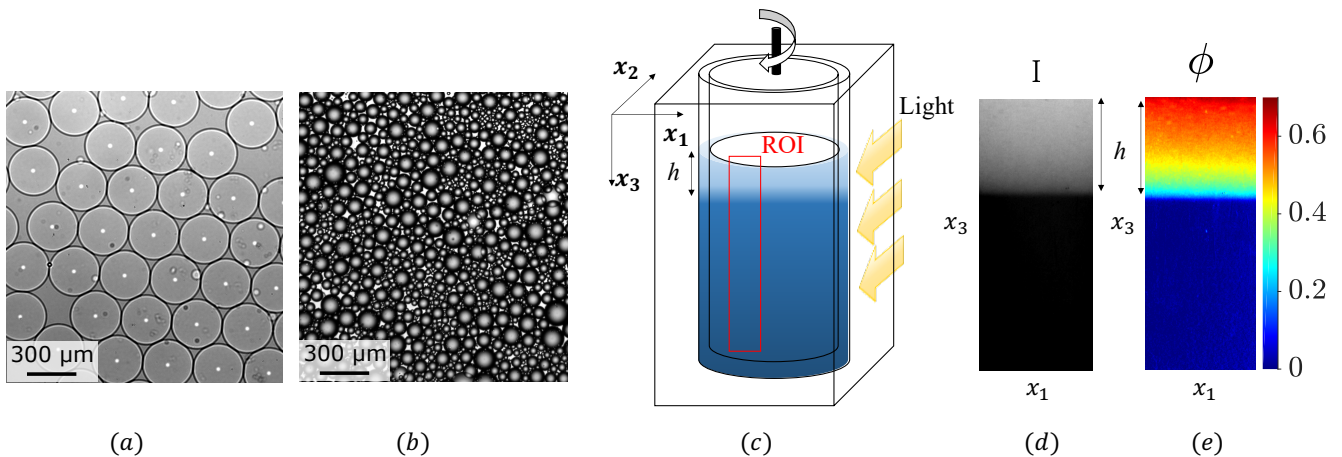 300 μm
(a)
300 μm
(b)
x₂
x₁
x₃
h
ROI
Light
(c)
I
h
x₃
x₁
(d)
ϕ
x₃
x₁
0.6
0.4
0.2
0
(e)